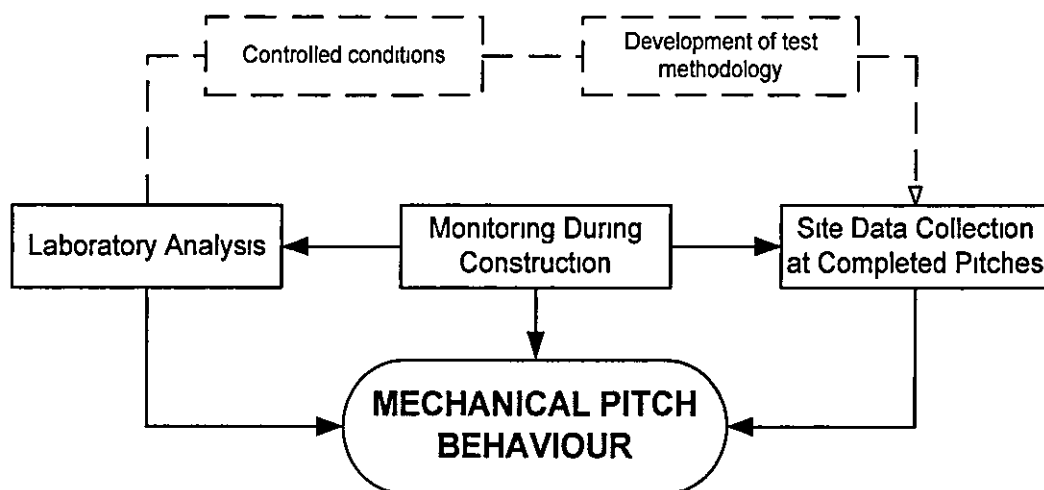 Controlled conditions
Development of test
methodology
Laboratory Analysis
Monitoring During
Construction
Site Data Collection
at Completed Pitches
MECHANICAL PITCH
BEHAVIOUR